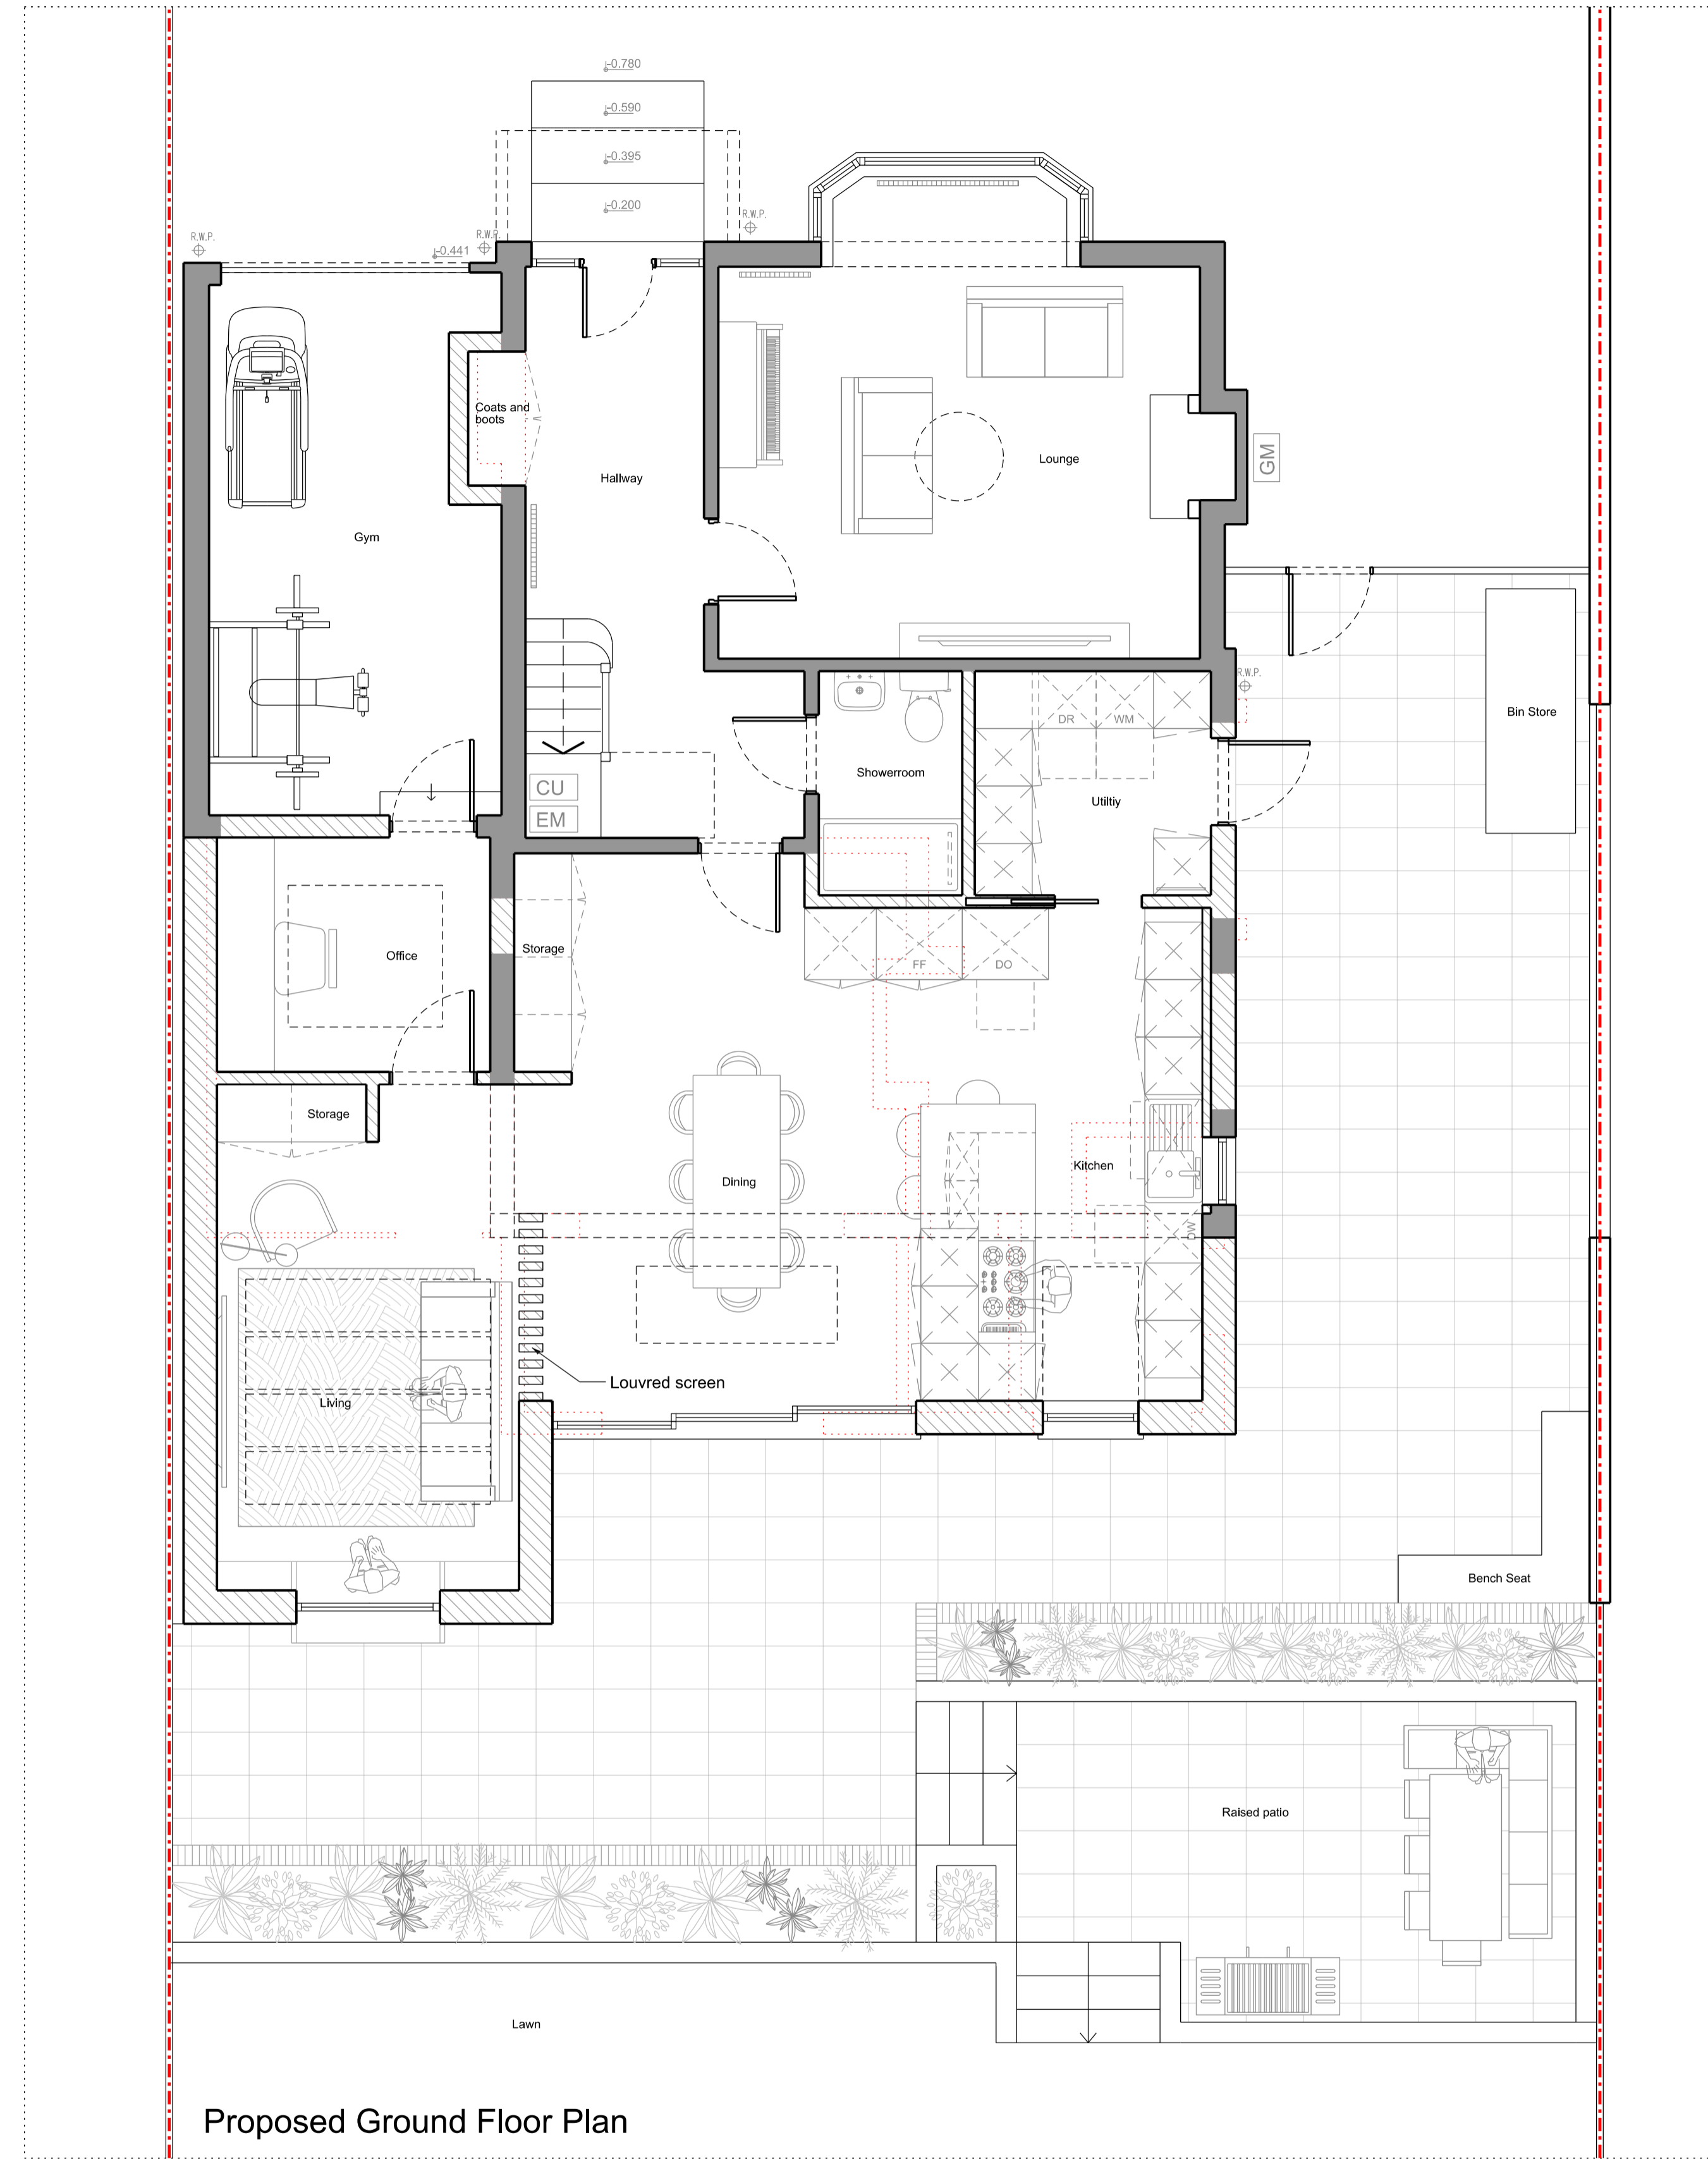 -0.780
-0.590
-0.395
-0.200
R.W.P.
R.W.P.
R.W.P.
-0.441
Coats and
boots
Hallway
Lounge
GM
Gym
R.W.P.
Bin Store
DR
WM
Showerroom
CU
EM
Utiltiy
Office
Storage
FF
DO
Storage
Dining
Kitchen
DW
Louvred screen
Living
Bench Seat
Raised patio
Lawn
Proposed Ground Floor Plan